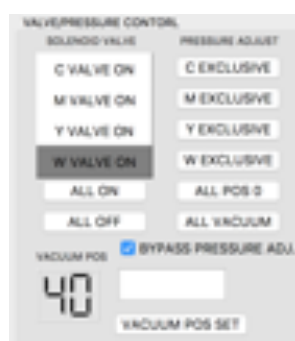 VALVE/PRESSURE CONTORL
SOLENOID VALVE PRESSURE ADJUST
C VALVE ON C EXCLUSIVE
M VALVE ON M EXCLUSIVE
Y VALVE ON Y EXCLUSIVE
W VALVE ON W EXCLUSIVE
ALL ON ALL POS 0
ALL OFF ALL VACUUM
VACUUM POS BYPASS PRESSURE ADJ.
40
VACUUM POS SET